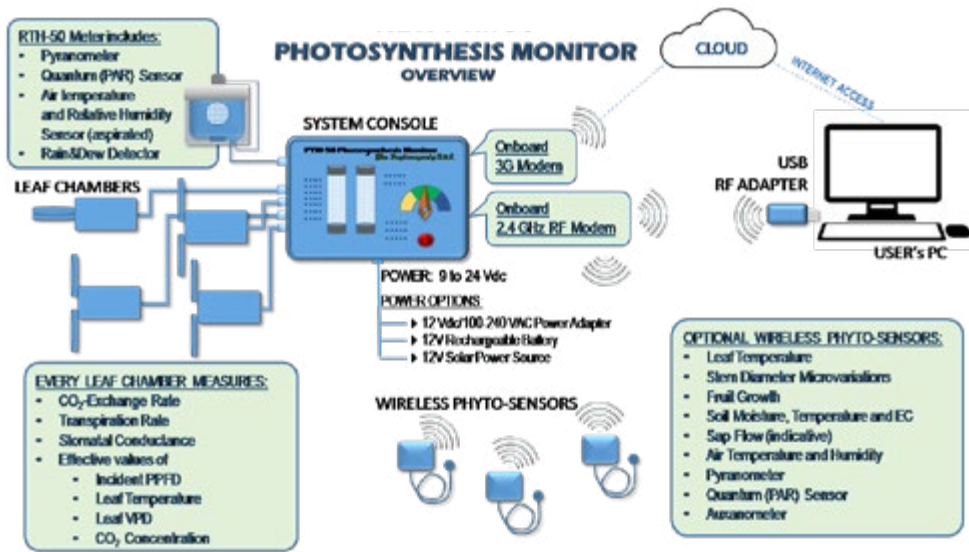 PHOTOSYNTHESIS MONITOR
OVERVIEW
RTH-50 Meter includes:
• Pyranometer
• Quantum (PAR) Sensor
• Air temperature
and Relative Humidity
Sensor (aspirated)
• Rain&Dew Detector
SYSTEM CONSOLE
Photosynthesis Monitor
Onboard
3G Modem
Onboard
2.4 GHz RF Modem
CLOUD
INTERNET ACCESS
USB
RF ADAPTER
USER's PC
LEAF CHAMBERS
POWER: 9 to 24 Vdc
POWER OPTIONS:
12 Vdc/100-240 VAC Power Adapter
12V Rechargeable Battery
12V Solar Power Source
EVERY LEAF CHAMBER MEASURES:
• CO₂-Exchange Rate
• Transpiration Rate
• Stomatal Conductance
• Effective values of
• Incident PPFD
• Leaf Temperature
• Leaf VPD
• CO₂ Concentration
WIRELESS PHYTO-SENSORS
OPTIONAL WIRELESS PHYTO-SENSORS:
• Leaf Temperature
• Stem Diameter Microvariations
• Fruit Growth
• Soil Moisture, Temperature and EC
• Sap Flow (indicative)
• Air Temperature and Humidity
• Pyranometer
• Quantum (PAR) Sensor
• Auxanometer